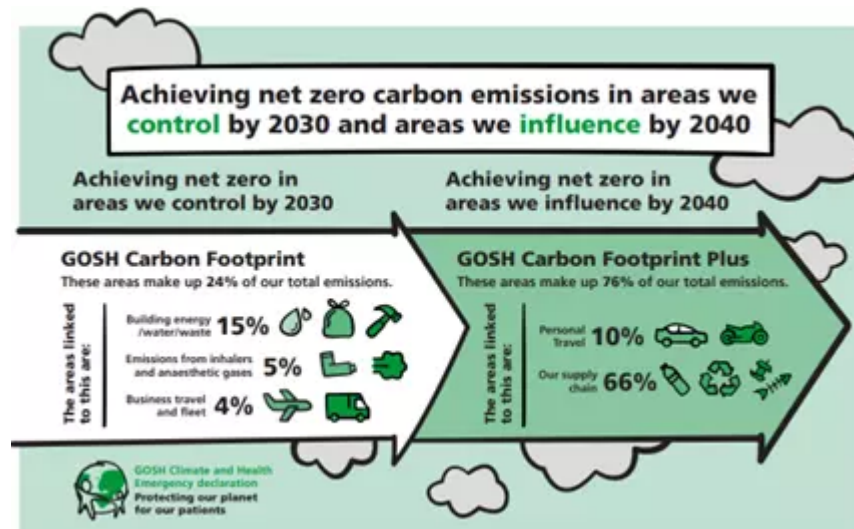 Achieving net zero carbon emissions in areas we
control by 2030 and areas we influence by 2040
Achieving net zero in
areas we control by 2030
GOSH Carbon Footprint
These areas make up 24% of our total emissions.
The areas linked
to this are:
Building energy
/water/waste 15%
Emissions from inhalers
and anaesthetic gases 5%
Business travel
and fleet 4%
Achieving net zero in
areas we influence by 2040
GOSH Carbon Footprint Plus
These areas make up 76% of our total emissions.
The areas linked
to this are:
Personal
Travel 10%
Our supply
chain 66%
GOSH Climate and Health
Emergency declaration
Protecting our planet
for our patients